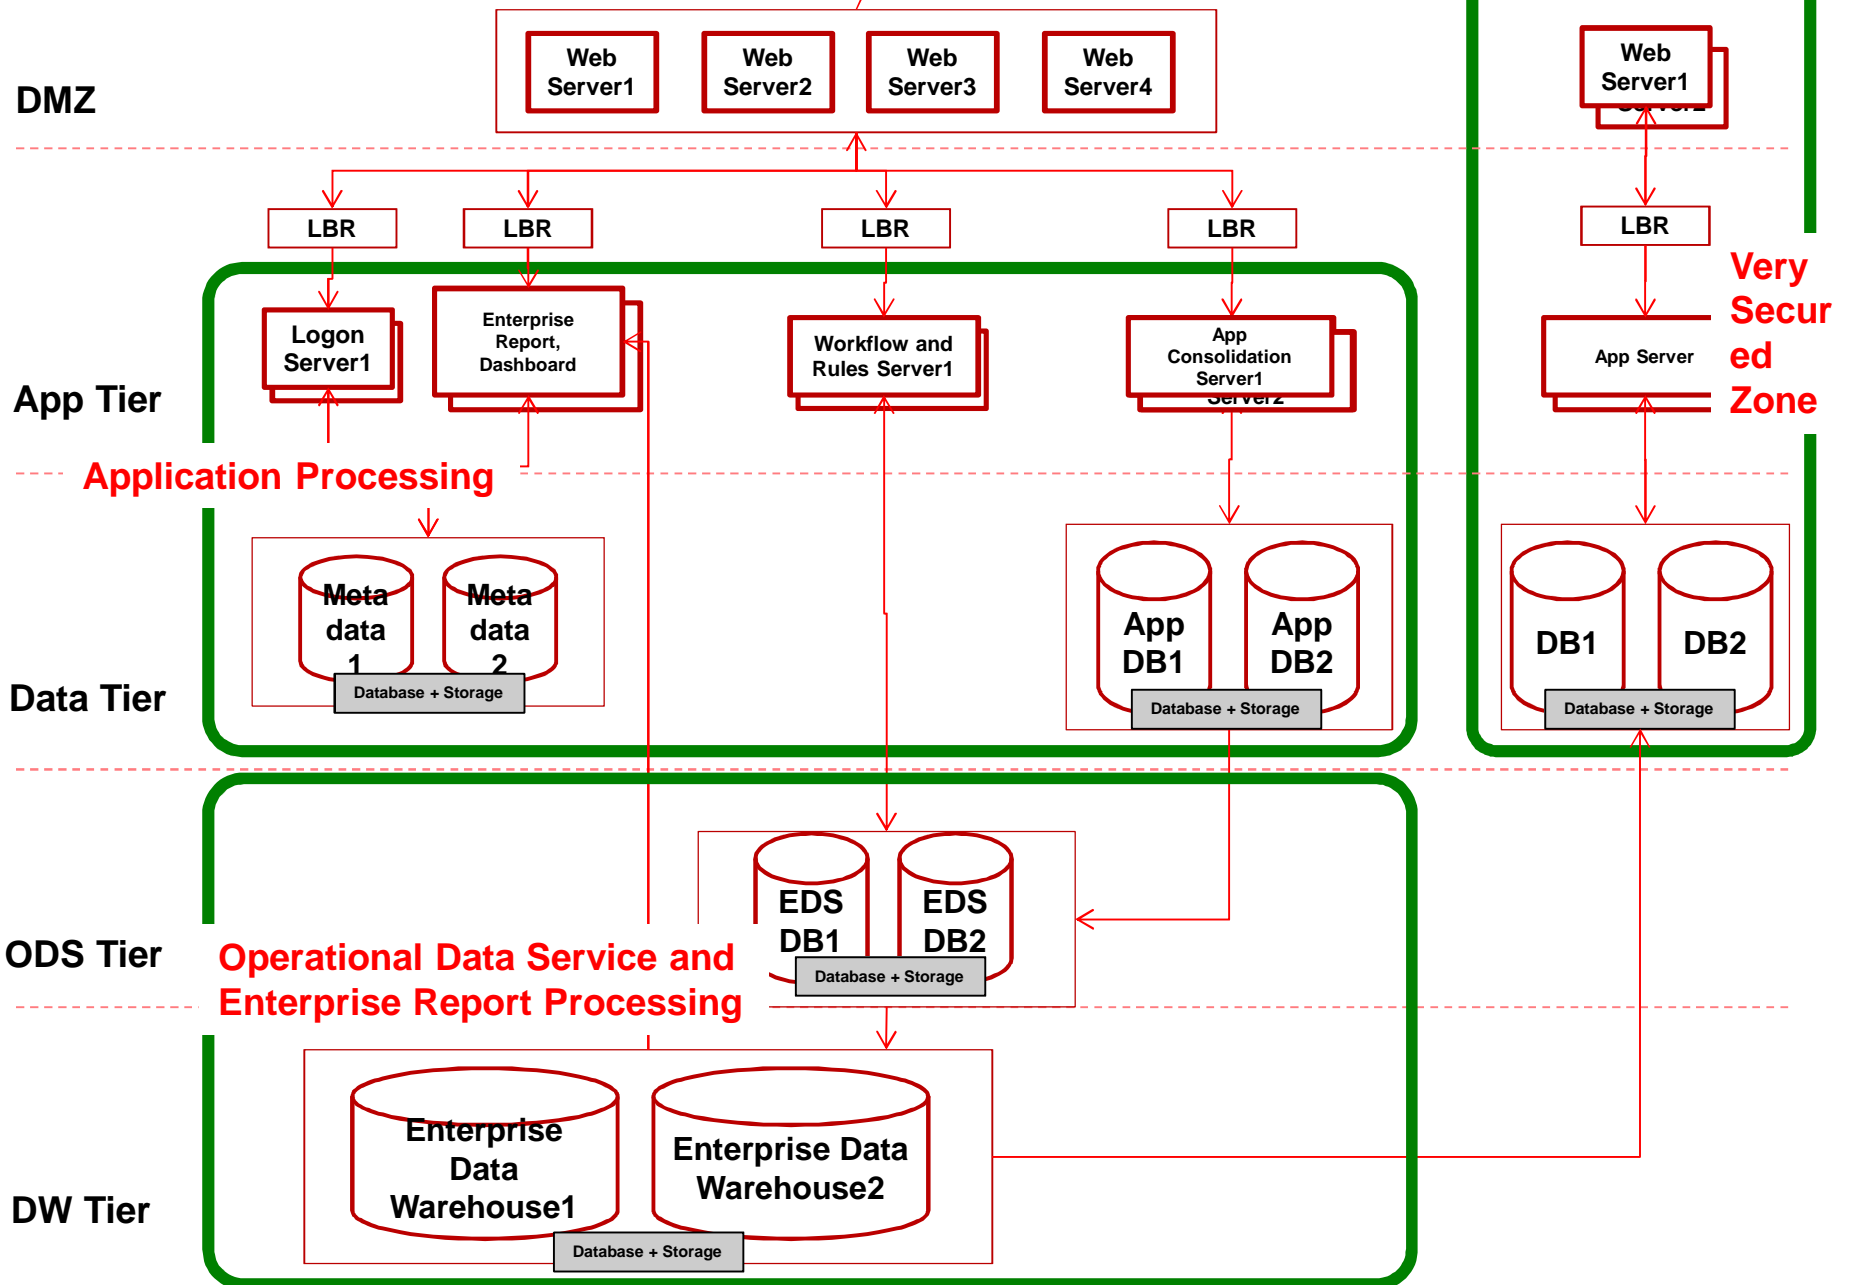 DMZ
Web
Server1
Web
Server2
Web
Server3
Web
Server4
Web
Server1
Server2
LBR
LBR
LBR
LBR
LBR
App Tier
Logon
Server1
Enterprise
Report,
Dashboard
Workflow and
Rules Server1
App
Consolidation
Server1
Server2
App Server
Very
Secur
ed
Zone
Application Processing
Data Tier
Meta
data
1
Meta
data
2
Database + Storage
App
DB1
App
DB2
Database + Storage
DB1
DB2
Database + Storage
ODS Tier
Operational Data Service and
Enterprise Report Processing
EDS
DB1
EDS
DB2
Database + Storage
DW Tier
Enterprise
Data
Warehouse1
Enterprise Data
Warehouse2
Database + Storage